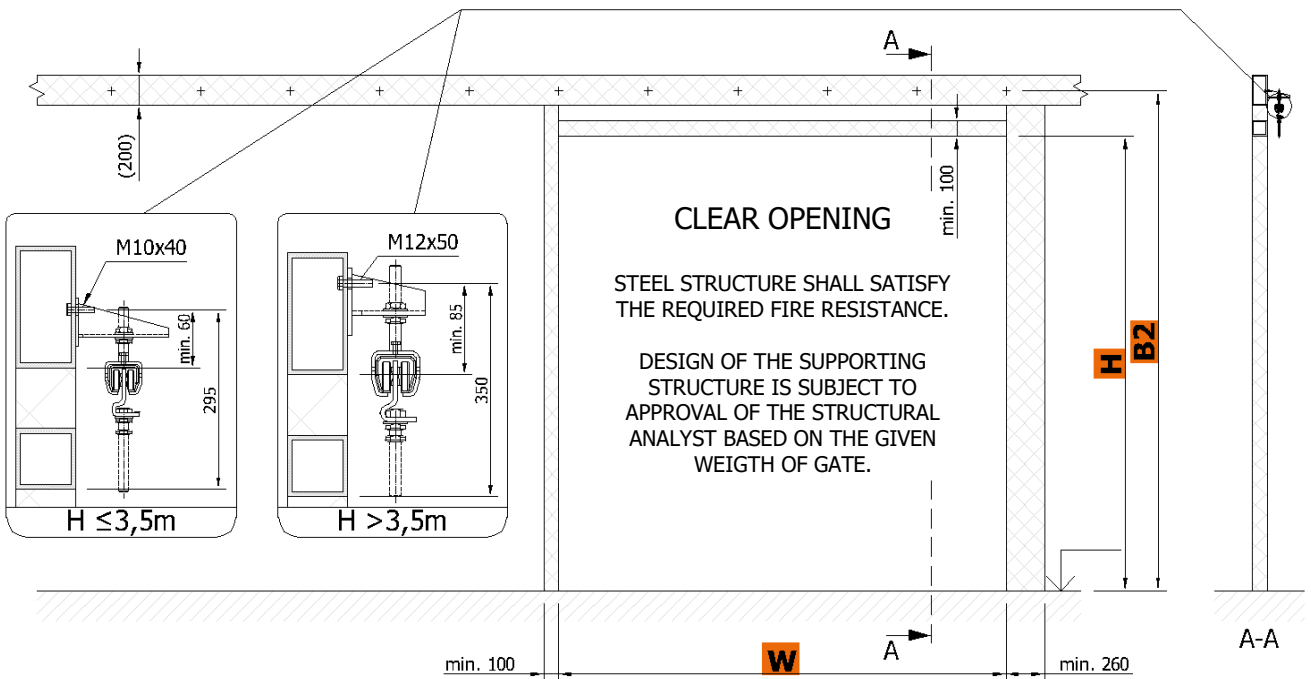 A
(200)
min. 100
M10x40
min. 60
295
H ≤3,5m
M12x50
min. 85
350
H >3,5m
CLEAR OPENING
STEEL STRUCTURE SHALL SATISFY
THE REQUIRED FIRE RESISTANCE.
DESIGN OF THE SUPPORTING
STRUCTURE IS SUBJECT TO
APPROVAL OF THE STRUCTURAL
ANALYST BASED ON THE GIVEN
WEIGTH OF GATE.
H
B2
A
A-A
min. 100
W
min. 260